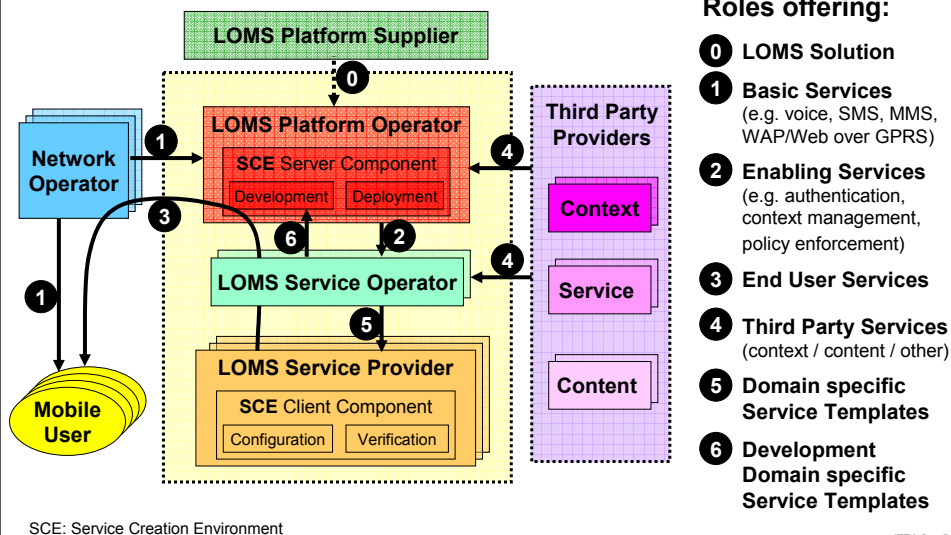 LOMS Platform Supplier
0
LOMS Platform Operator
SCE Server Component
Development
Deployment
Network
Operator
1
1
3
6
2
4
4
LOMS Service Operator
5
LOMS Service Provider
SCE Client Component
Configuration
Verification
Mobile
User
Third Party
Providers
Context
Service
Content
Roles offering:
0 LOMS Solution
1 Basic Services
(e.g. voice, SMS, MMS,
WAP/Web over GPRS)
2 Enabling Services
(e.g. authentication,
context management,
policy enforcement)
3 End User Services
4 Third Party Services
(context / content / other)
5 Domain specific
Service Templates
6 Development
Domain specific
Service Templates
SCE: Service Creation Environment